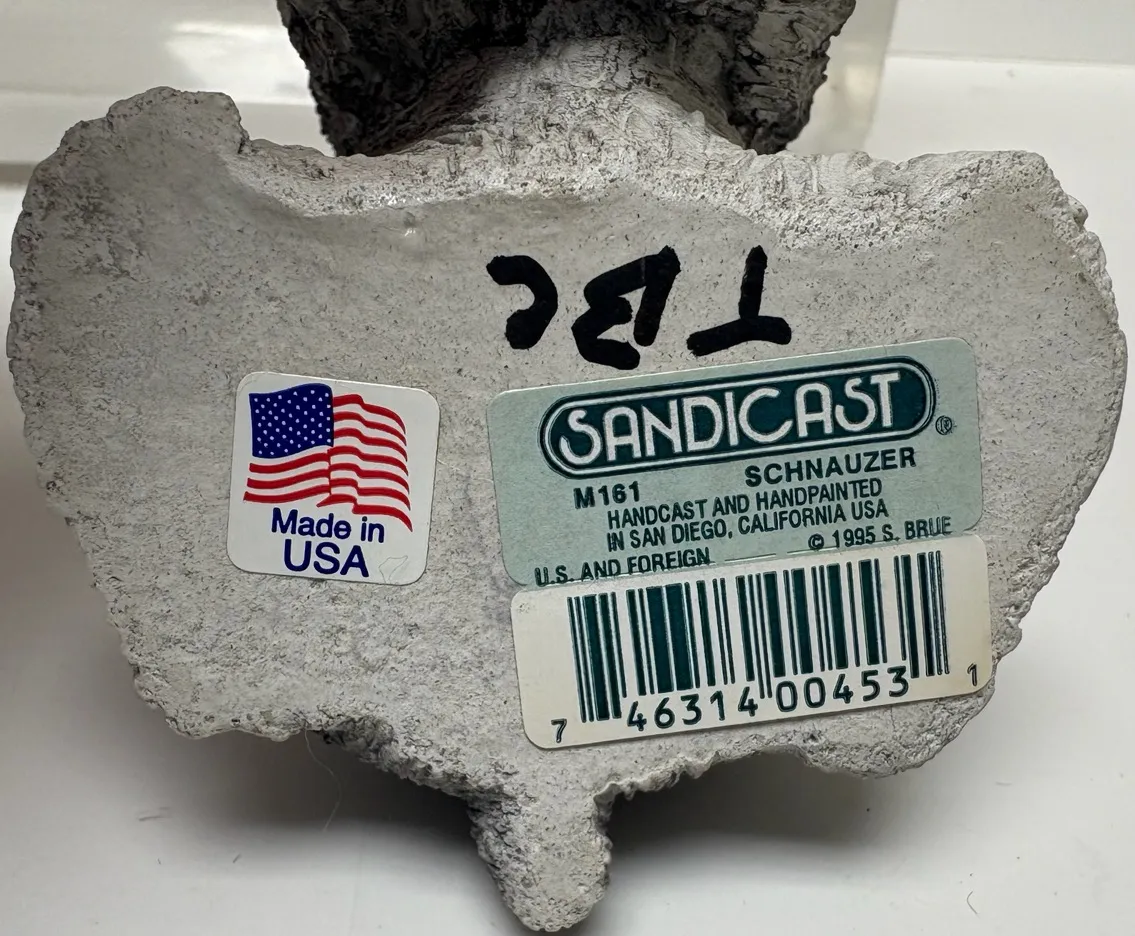 TBC
SANDICAST®
SCHNAUZER
M161
HANDCAST AND HANDPAINTED
IN SAN DIEGO, CALIFORNIA USA
© 1995 S. BRUE
U.S. AND FOREIGN
Made in
USA
7 46314 00453 1